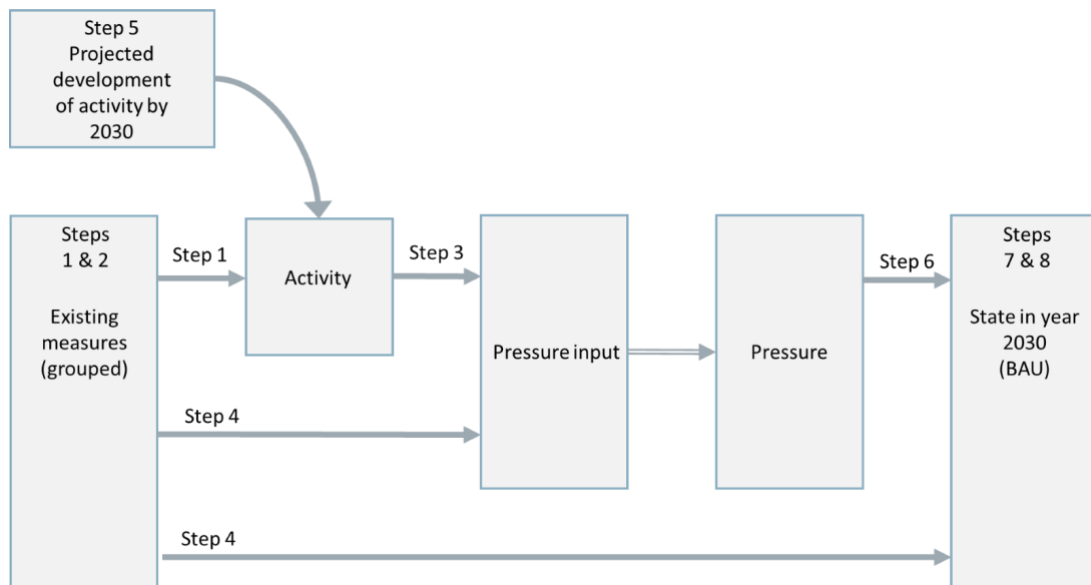 Step 5
Projected
development
of activity by
2030
Steps
1 & 2
Existing
measures
(grouped)
Step 1
Activity
Step 3
Pressure input
Pressure
Step 6
Steps
7 & 8
State in year
2030
(BAU)
Step 4
Step 4